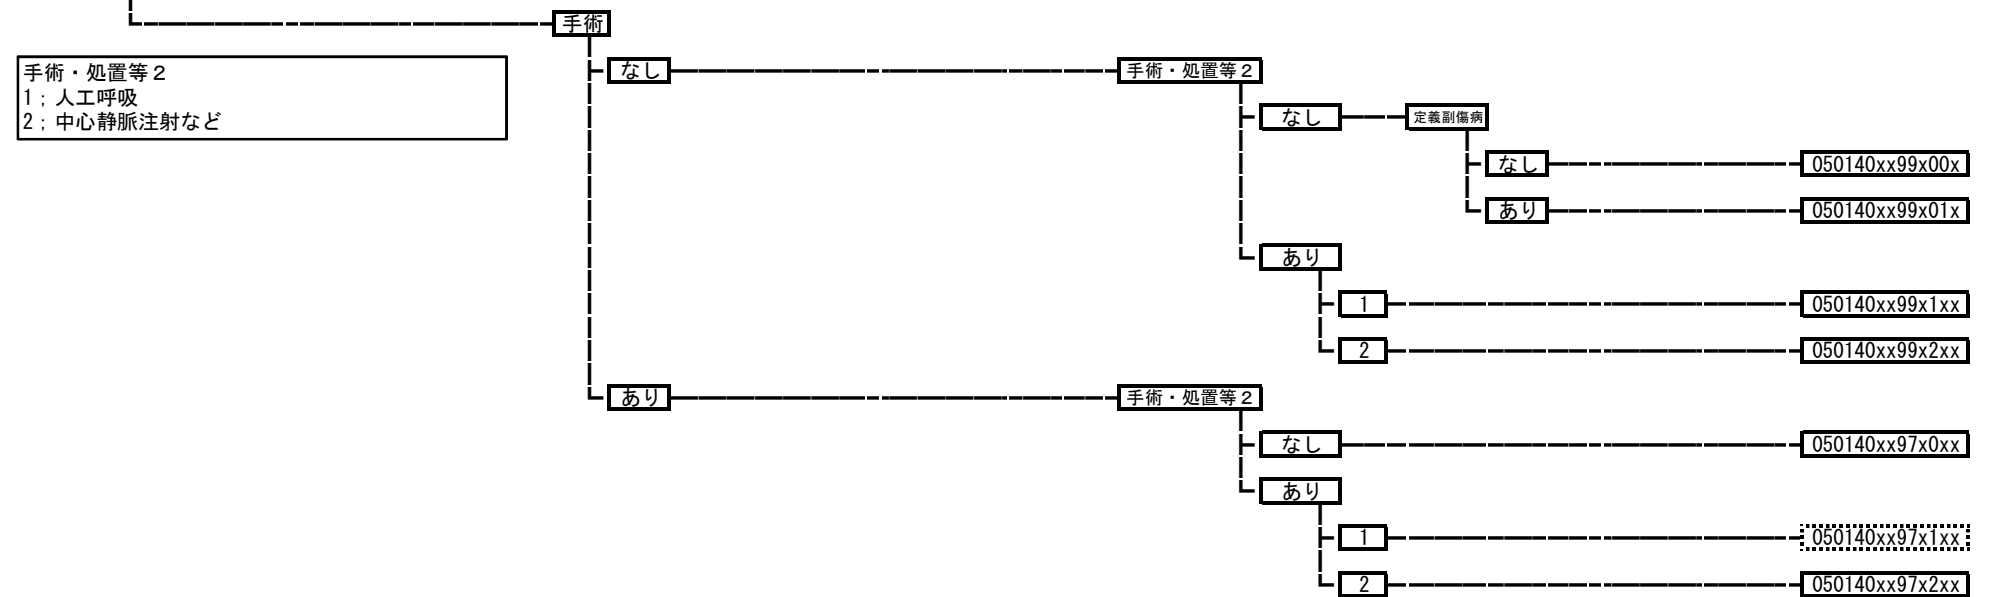 手術
手術・処置等２
1；人工呼吸
2；中心静脈注射など
なし
手術・処置等２
なし
定義副傷病
なし
050140xx99x00x
あり
050140xx99x01x
あり
1
050140xx99x1xx
2
050140xx99x2xx
あり
手術・処置等２
なし
050140xx97x0xx
あり
1
050140xx97x1xx
2
050140xx97x2xx